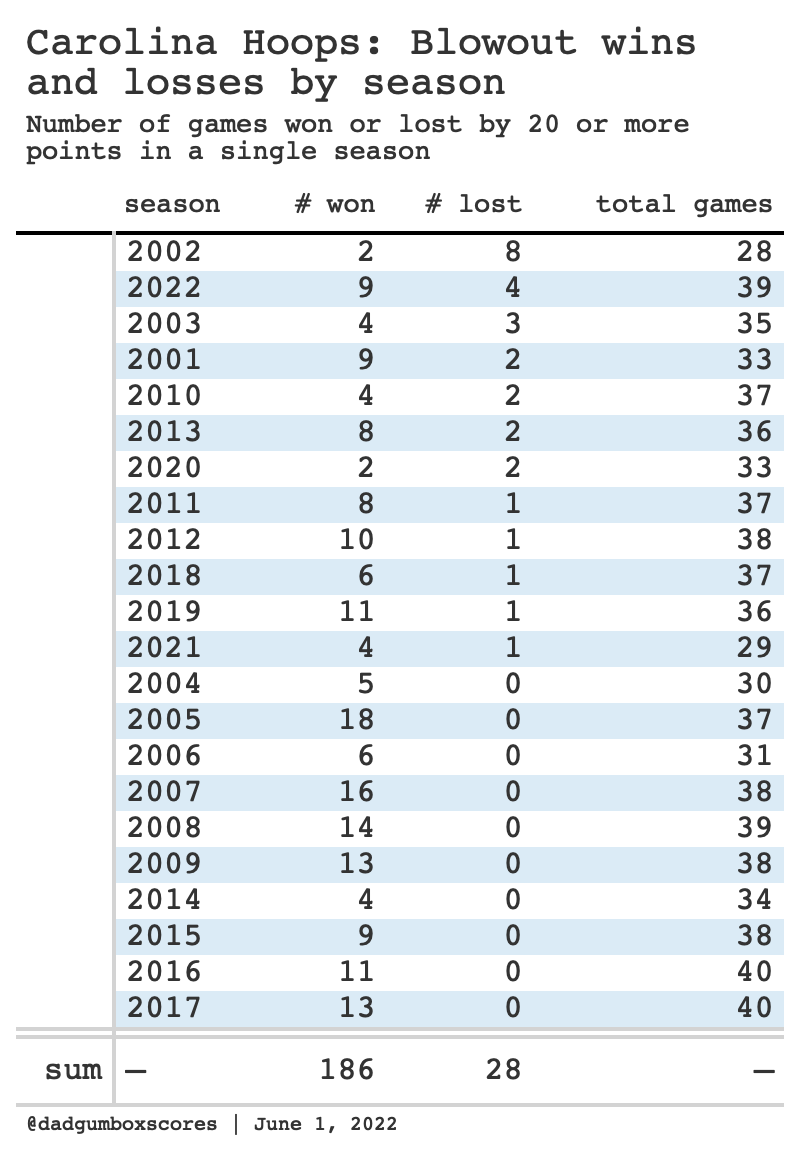 Carolina Hoops: Blowout wins
and losses by season
Number of games won or lost by 20 or more
points in a single season
season # won # lost total games
2002 2 8 28
2022 9 4 39
2003 4 3 35
2001 9 2 33
2010 4 2 37
2013 8 2 36
2020 2 2 33
2011 8 1 37
2012 10 1 38
2018 6 1 37
2019 11 1 36
2021 4 1 29
2004 5 0 30
2005 18 0 37
2006 6 0 31
2007 16 0 38
2008 14 0 39
2009 13 0 38
2014 4 0 34
2015 9 0 38
2016 11 0 40
2017 13 0 40
sum — 186 28 —
@dadgumboxscores | June 1, 2022